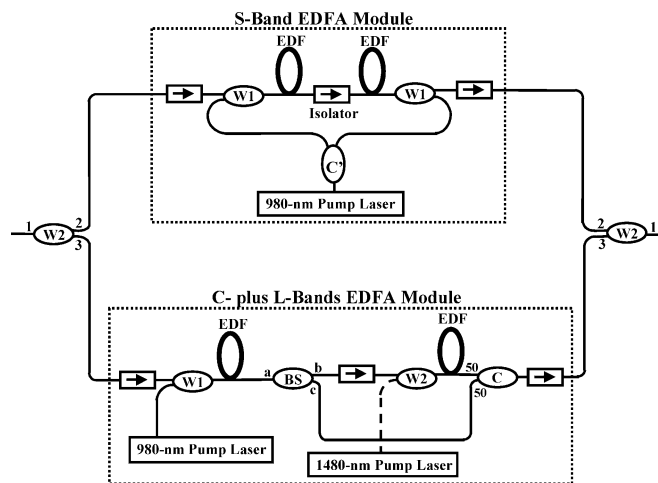 S-Band EDFA Module
EDF EDF
W1 W1
Isolator
C'
980-nm Pump Laser
1 W2 2 3
2 3 W2 1
C- plus L-Bands EDFA Module
EDF EDF
W1 a BS b c W2 50 50 C
980-nm Pump Laser
1480-nm Pump Laser